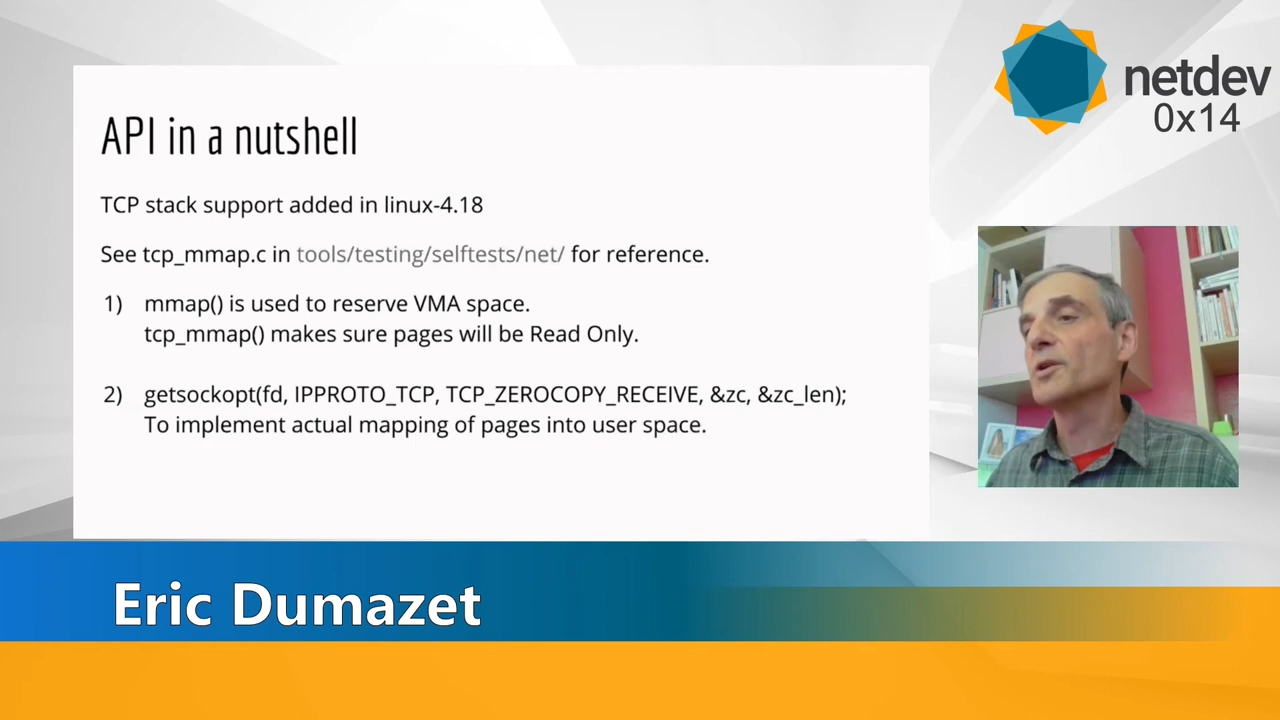 netdev
0x14
API in a nutshell
TCP stack support added in linux-4.18
See tcp_mmap.c in tools/testing/selftests/net/ for reference.
1) mmap() is used to reserve VMA space.
tcp_mmap() makes sure pages will be Read Only.
2) getsockopt(fd, IPPROTO_TCP, TCP_ZEROCOPY_RECEIVE, &zc, &zc_len);
To implement actual mapping of pages into user space.
Eric Dumazet